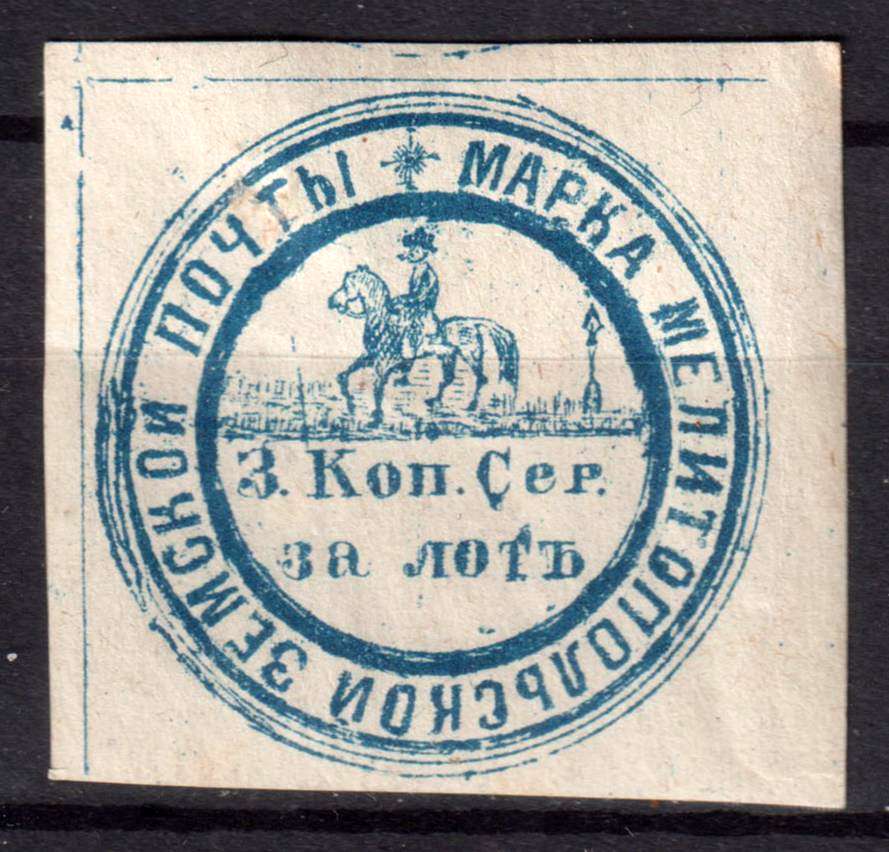 МАРКА МЕЛИТОПОЛЬСКОЙ ЗЕМСКОЙ ПОЧТЫ
3. Коп. Сер.
за лотъ